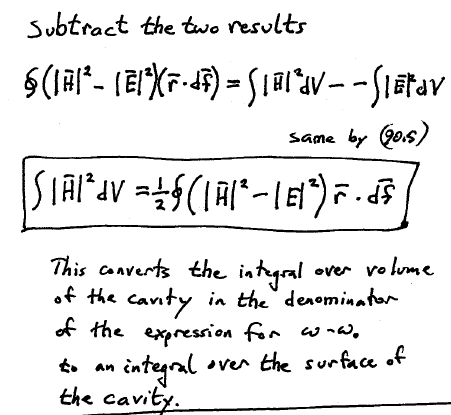 Subtract the two results
∮(|H̄|² - |Ē|²)(r̄·df̄) = ∫|H̄|²dV - - ∫|Ē|²dV
same by (90.5)
∫|H̄|²dV = ½∮(|H̄|² - |E|²) r̄ · df̄
This converts the integral over volume
of the cavity in the denominator
of the expression for ω-ω₀
to an integral over the surface of
the cavity.